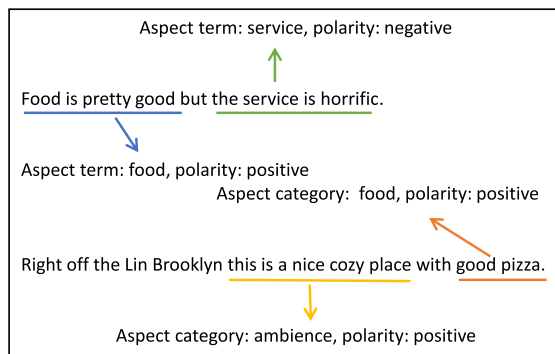 Aspect term: service, polarity: negative
Food is pretty good but the service is horrific.
Aspect term: food, polarity: positive
Aspect category:  food, polarity: positive
Right off the Lin Brooklyn this is a nice cozy place with good pizza.
Aspect category: ambience, polarity: positive